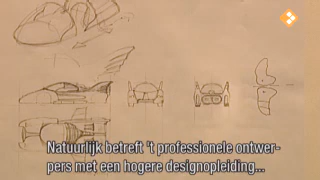 Natuurlijk betreft 't professionele ontwer-
pers met een hogere designopleiding...